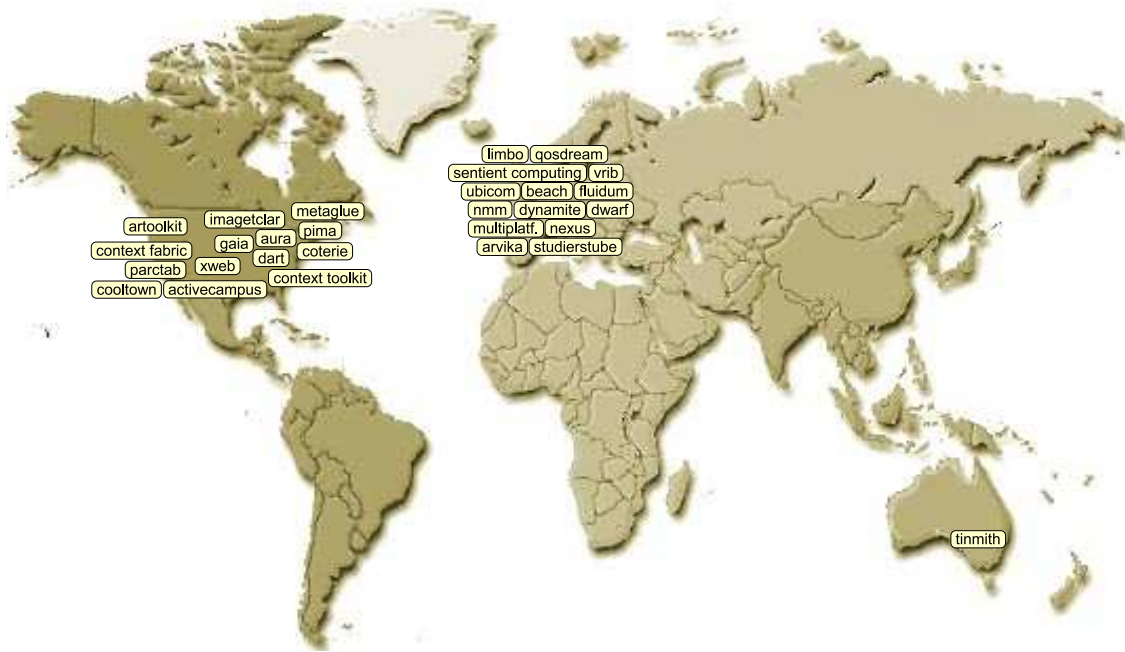 limbo qosdream
sentient computing vrib
ubicom beach fluidum
nmm dynamite dwarf
multiplatf. nexus
arvika studierstube
metaglue
imagetclar
artoolkit
pima
aura
gaia
context fabric
coterie
dart
xweb
parctab
context toolkit
cooltown activecampus
tinmith